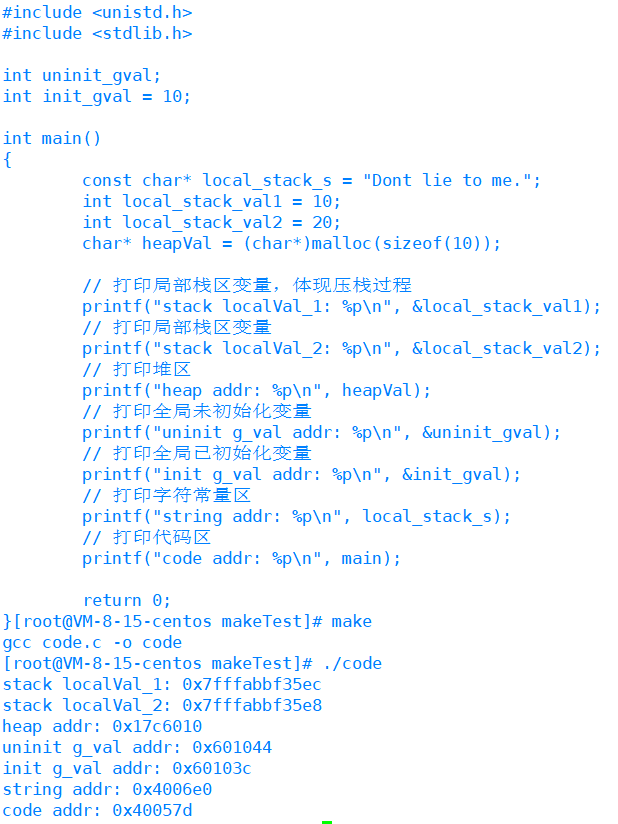 #include <unistd.h>
#include <stdlib.h>

int uninit_gval;
int init_gval = 10;

int main()
{
        const char* local_stack_s = "Dont lie to me.";
        int local_stack_val1 = 10;
        int local_stack_val2 = 20;
        char* heapVal = (char*)malloc(sizeof(10));

        // 打印局部栈区变量，体现压栈过程
        printf("stack localVal_1: %p\n", &local_stack_val1);
        // 打印局部栈区变量
        printf("stack localVal_2: %p\n", &local_stack_val2);
        // 打印堆区
        printf("heap addr: %p\n", heapVal);
        // 打印全局未初始化变量
        printf("uninit g_val addr: %p\n", &uninit_gval);
        // 打印全局已初始化变量
        printf("init g_val addr: %p\n", &init_gval);
        // 打印字符常量区
        printf("string addr: %p\n", local_stack_s);
        // 打印代码区
        printf("code addr: %p\n", main);

        return 0;
}[root@VM-8-15-centos makeTest]# make
gcc code.c -o code
[root@VM-8-15-centos makeTest]# ./code
stack localVal_1: 0x7fffabbf35ec
stack localVal_2: 0x7fffabbf35e8
heap addr: 0x17c6010
uninit g_val addr: 0x601044
init g_val addr: 0x60103c
string addr: 0x4006e0
code addr: 0x40057d